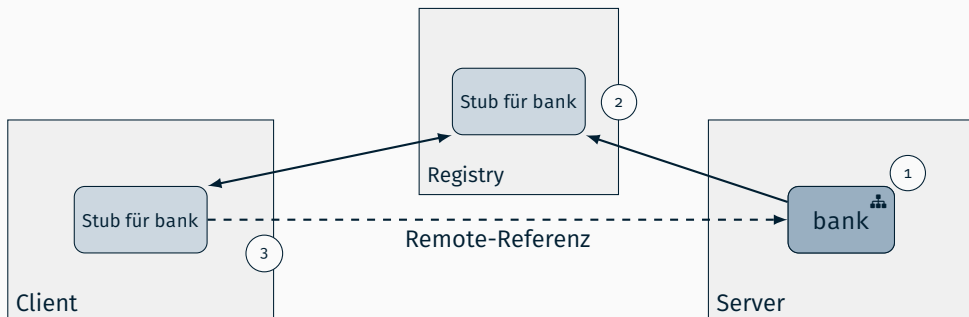 Stub für bank
2
Registry
1
Stub für bank
bank
Remote-Referenz
3
Client
Server